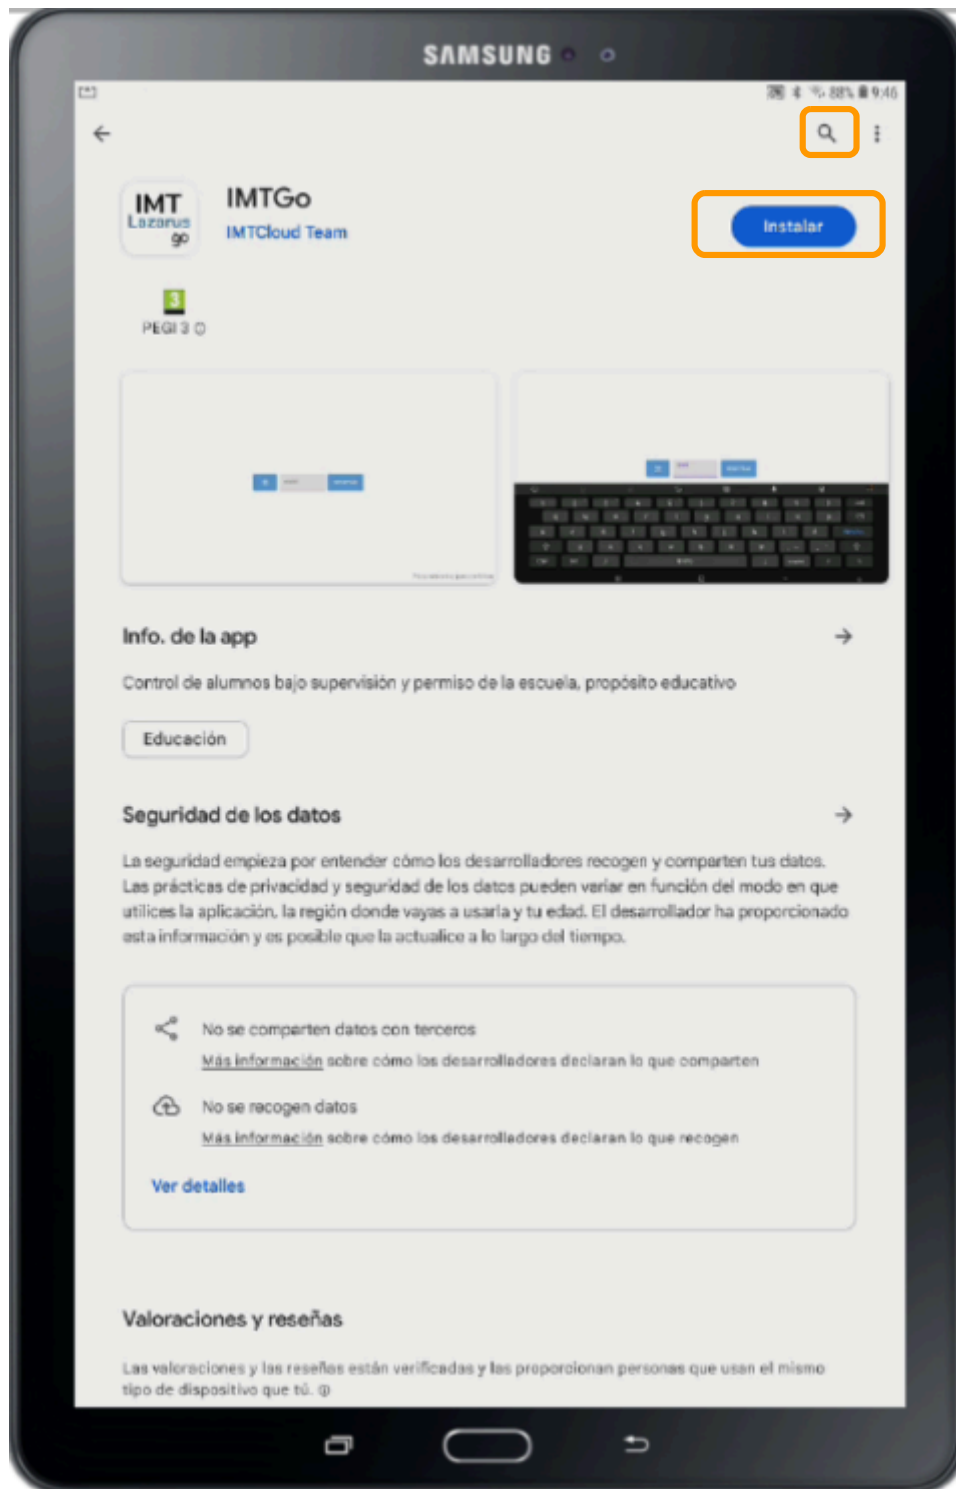 SAMSUNG
88% 9:46
IMT
Lazarus
go
IMTGo
IMTCloud Team
Instalar
3
PEGI 3
Info. de la app
Control de alumnos bajo supervisión y permiso de la escuela, propósito educativo
Educación
Seguridad de los datos
La seguridad empieza por entender cómo los desarrolladores recogen y comparten tus datos.
Las prácticas de privacidad y seguridad de los datos pueden variar en función del modo en que
utilices la aplicación, la región donde vayas a usarla y tu edad. El desarrollador ha proporcionado
esta información y es posible que la actualice a lo largo del tiempo.
No se comparten datos con terceros
Más información sobre cómo los desarrolladores declaran lo que comparten
No se recogen datos
Más información sobre cómo los desarrolladores declaran lo que recogen
Ver detalles
Valoraciones y reseñas
Las valoraciones y las reseñas están verificadas y las proporcionan personas que usan el mismo
tipo de dispositivo que tú.